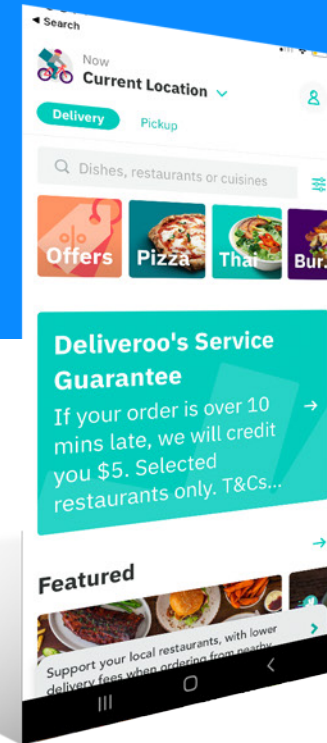 ◀ Search
Now
Current Location
Delivery
Pickup
Dishes, restaurants or cuisines
Offers
Pizza
Thai
Bur.
Deliveroo's Service
Guarantee
If your order is over 10
mins late, we will credit
you $5. Selected
restaurants only. T&Cs...
Featured
Support your local restaurants, with lower
delivery fees when ordering from nearby